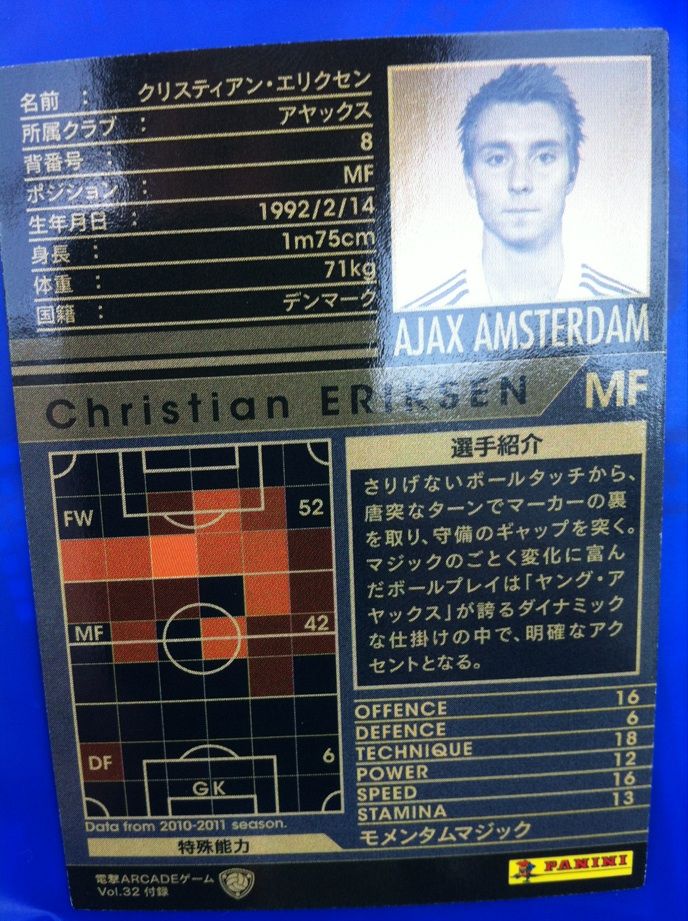 名前 : クリスティアン・エリクセン
所属クラブ : アヤックス
背番号 : 8
ポジション : MF
生年月日 : 1992/2/14
身長 : 1m75cm
体重 : 71kg
国籍 : デンマーク
AJAX AMSTERDAM
Christian ERIKSEN MF
FW 52
MF 42
DF 6
GK
Data from 2010-2011 season.
選手紹介
さりげないボールタッチから、
唐突なターンでマーカーの裏
を取り、守備のギャップを突く。
マジックのごとく変化に富ん
だボールプレイは「ヤング・ア
ヤックス」が誇るダイナミック
な仕掛けの中で、明確なアク
セントとなる。
OFFENCE 16
DEFENCE 6
TECHNIQUE 18
POWER 12
SPEED 16
STAMINA 13
特殊能力 モメンタムマジック
電撃ARCADEゲーム
Vol.32 付録
PANINI